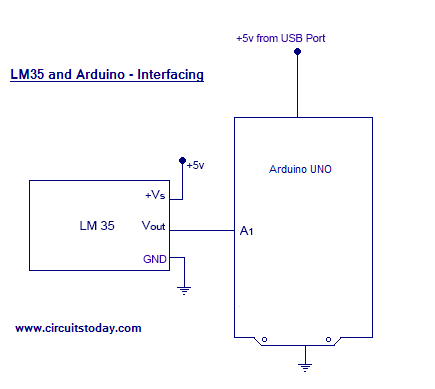 +5v from USB Port
LM35 and Arduino - Interfacing
Arduino UNO
+5v
+Vs
LM 35
Vout
A1
GND
www.circuitstoday.com